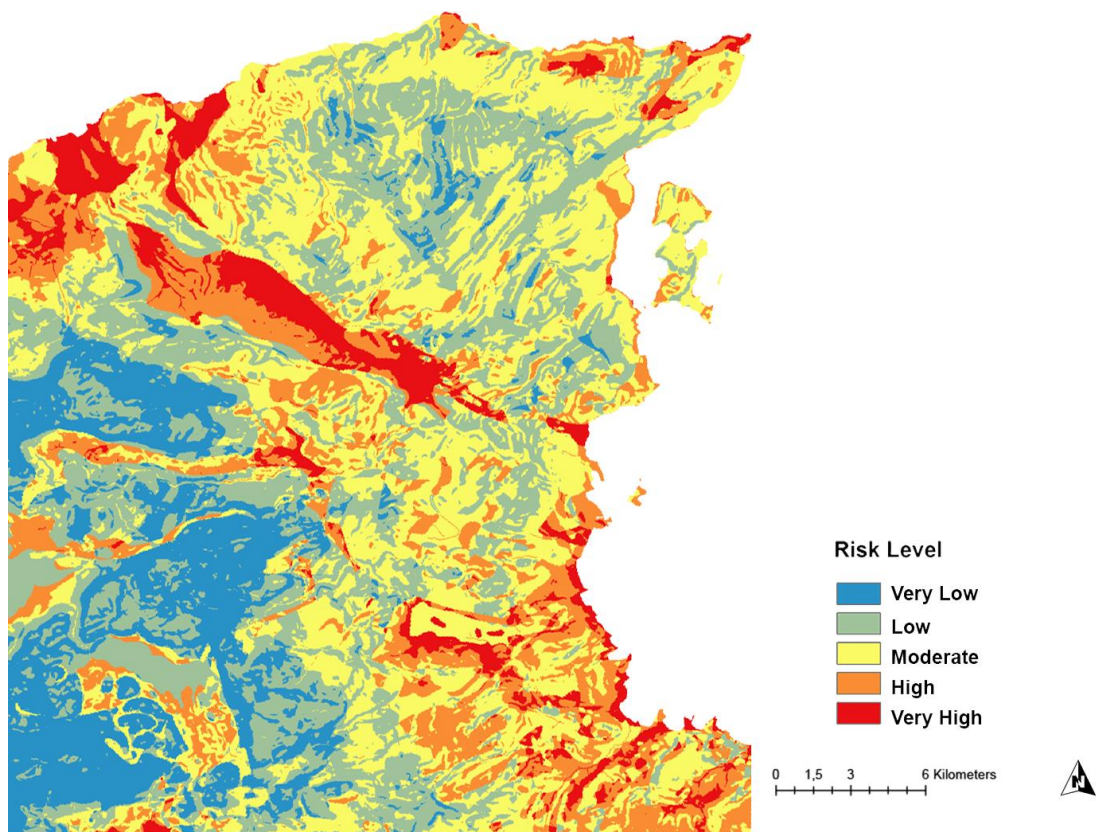 Risk Level
Very Low
Low
Moderate
High
Very High
0 1,5 3 6 Kilometers
N